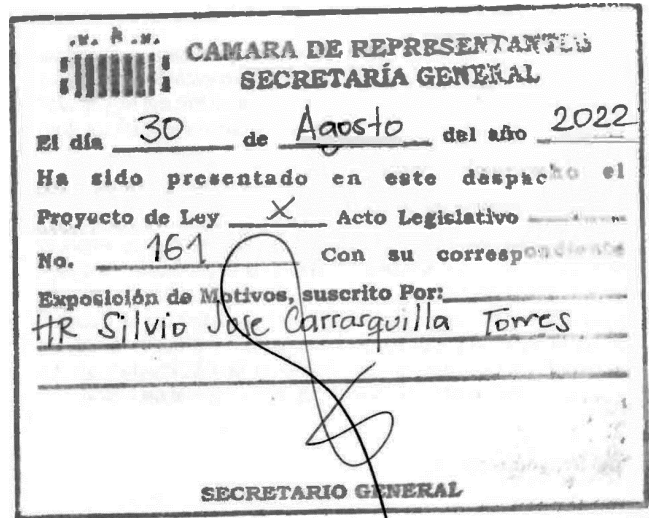 CAMARA DE REPRESENTANTES
SECRETARÍA GENERAL
El día 30 de Agosto del año 2022
Ha sido presentado en este despacho el
Proyecto de Ley X Acto Legislativo
No. 161 Con su correspondiente
Exposición de Motivos, suscrito Por:
HR Silvio Jose Carrasquilla Torres
SECRETARIO GENERAL